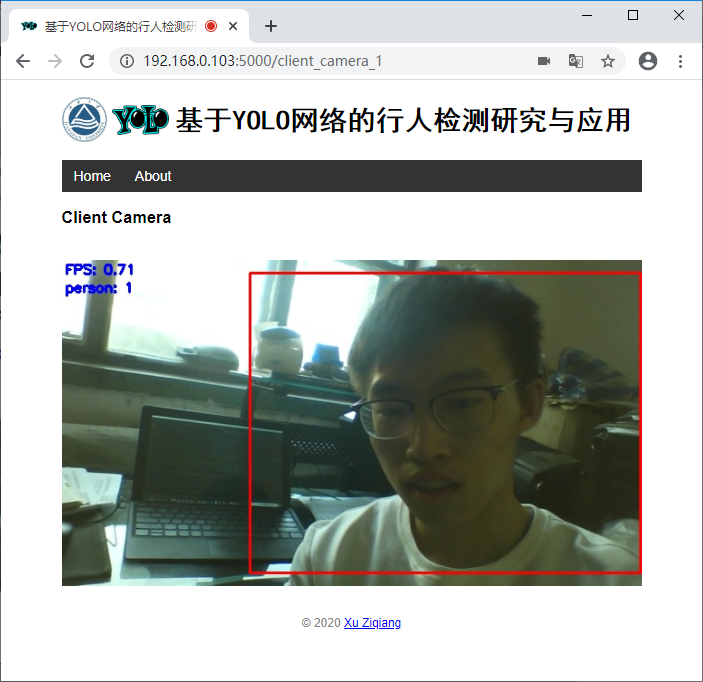 基于YOLO网络的行人检测研
192.168.0.103:5000/client_camera_1
YOLO 基于YOLO网络的行人检测研究与应用
Home About
Client Camera
FPS: 0.71
person: 1
© 2020 Xu Ziqiang